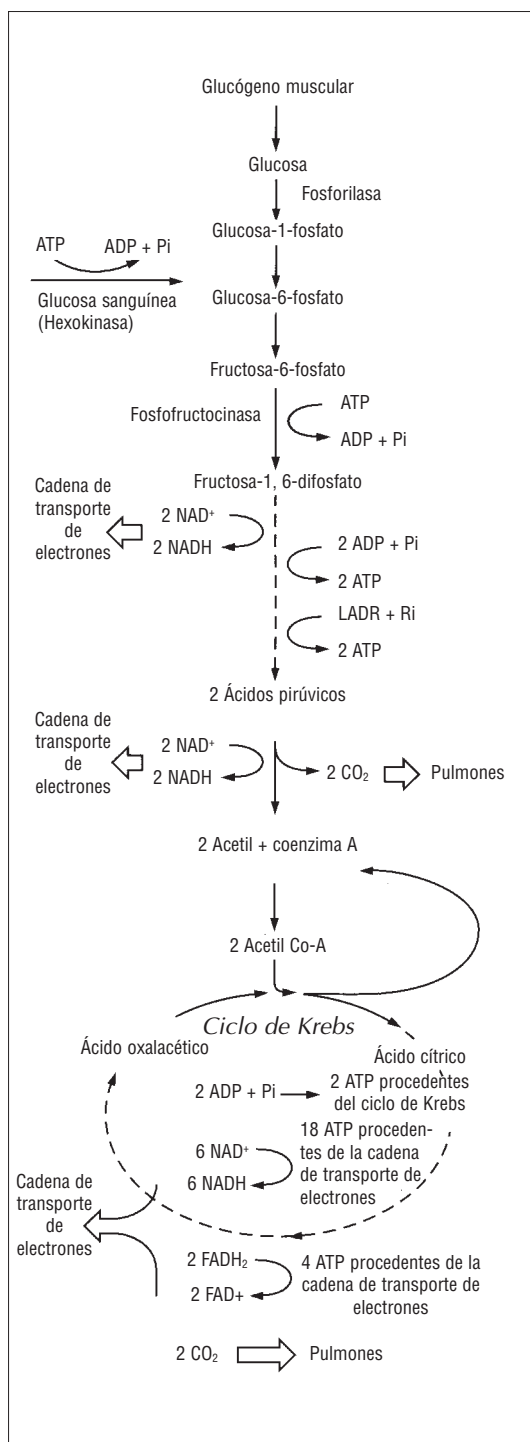 Glucógeno muscular
Glucosa
Fosforilasa
Glucosa-1-fosfato
ATP
ADP + Pi
Glucosa sanguínea
(Hexokinasa)
Glucosa-6-fosfato
Fructosa-6-fosfato
Fosfofructocinasa
ATP
ADP + Pi
Fructosa-1, 6-difosfato
Cadena de
transporte
de
electrones
2 NAD⁺
2 NADH
2 ADP + Pi
2 ATP
LADR + Ri
2 ATP
2 Ácidos pirúvicos
Cadena de
transporte
de
electrones
2 NAD⁺
2 NADH
2 CO₂
Pulmones
2 Acetil + coenzima A
2 Acetil Co-A
Ciclo de Krebs
Ácido oxalacético
Ácido cítrico
2 ADP + Pi
2 ATP procedentes
del ciclo de Krebs
18 ATP proceden-
tes de la cadena
de transporte de
electrones
6 NAD⁺
6 NADH
Cadena de
transporte
de
electrones
2 FADH₂
2 FAD+
4 ATP procedentes de la
cadena de transporte de
electrones
2 CO₂
Pulmones